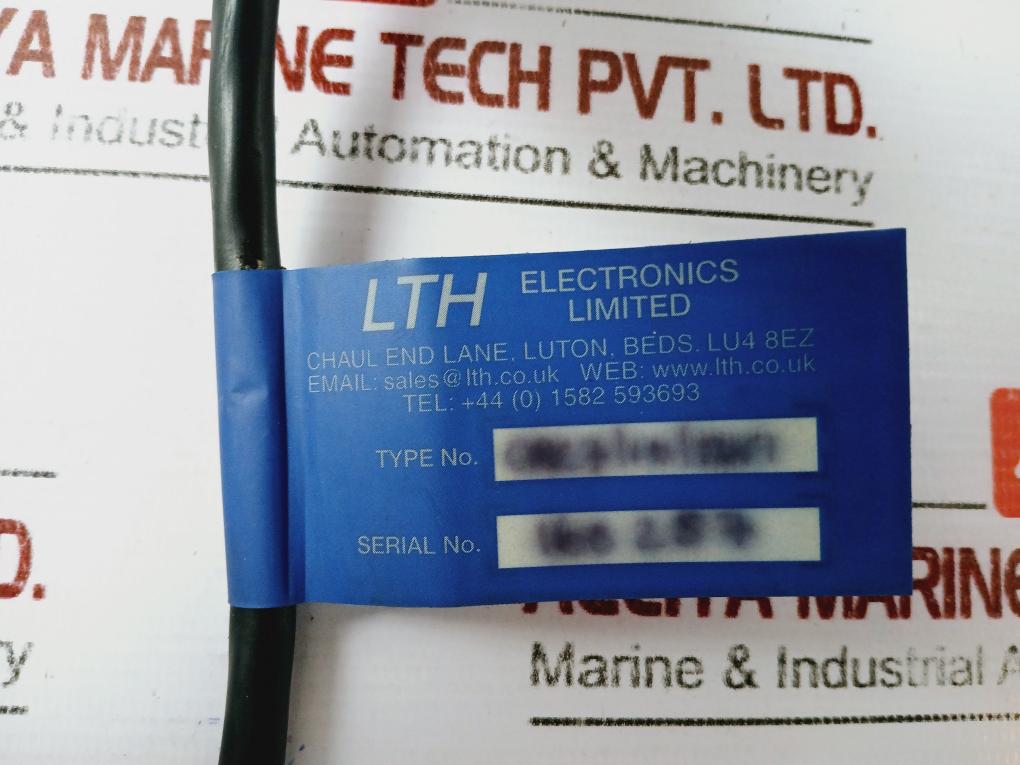 YA MARINE TECH PVT. LTD.
& Industrial Automation & Machinery
LTH ELECTRONICS
LIMITED
CHAUL END LANE, LUTON, BEDS. LU4 8EZ
EMAIL: sales@lth.co.uk WEB: www.lth.co.uk
TEL: +44 (0) 1582 593693
TYPE No.
SERIAL No.
D.
ry
MARINE
Marine & Industrial A